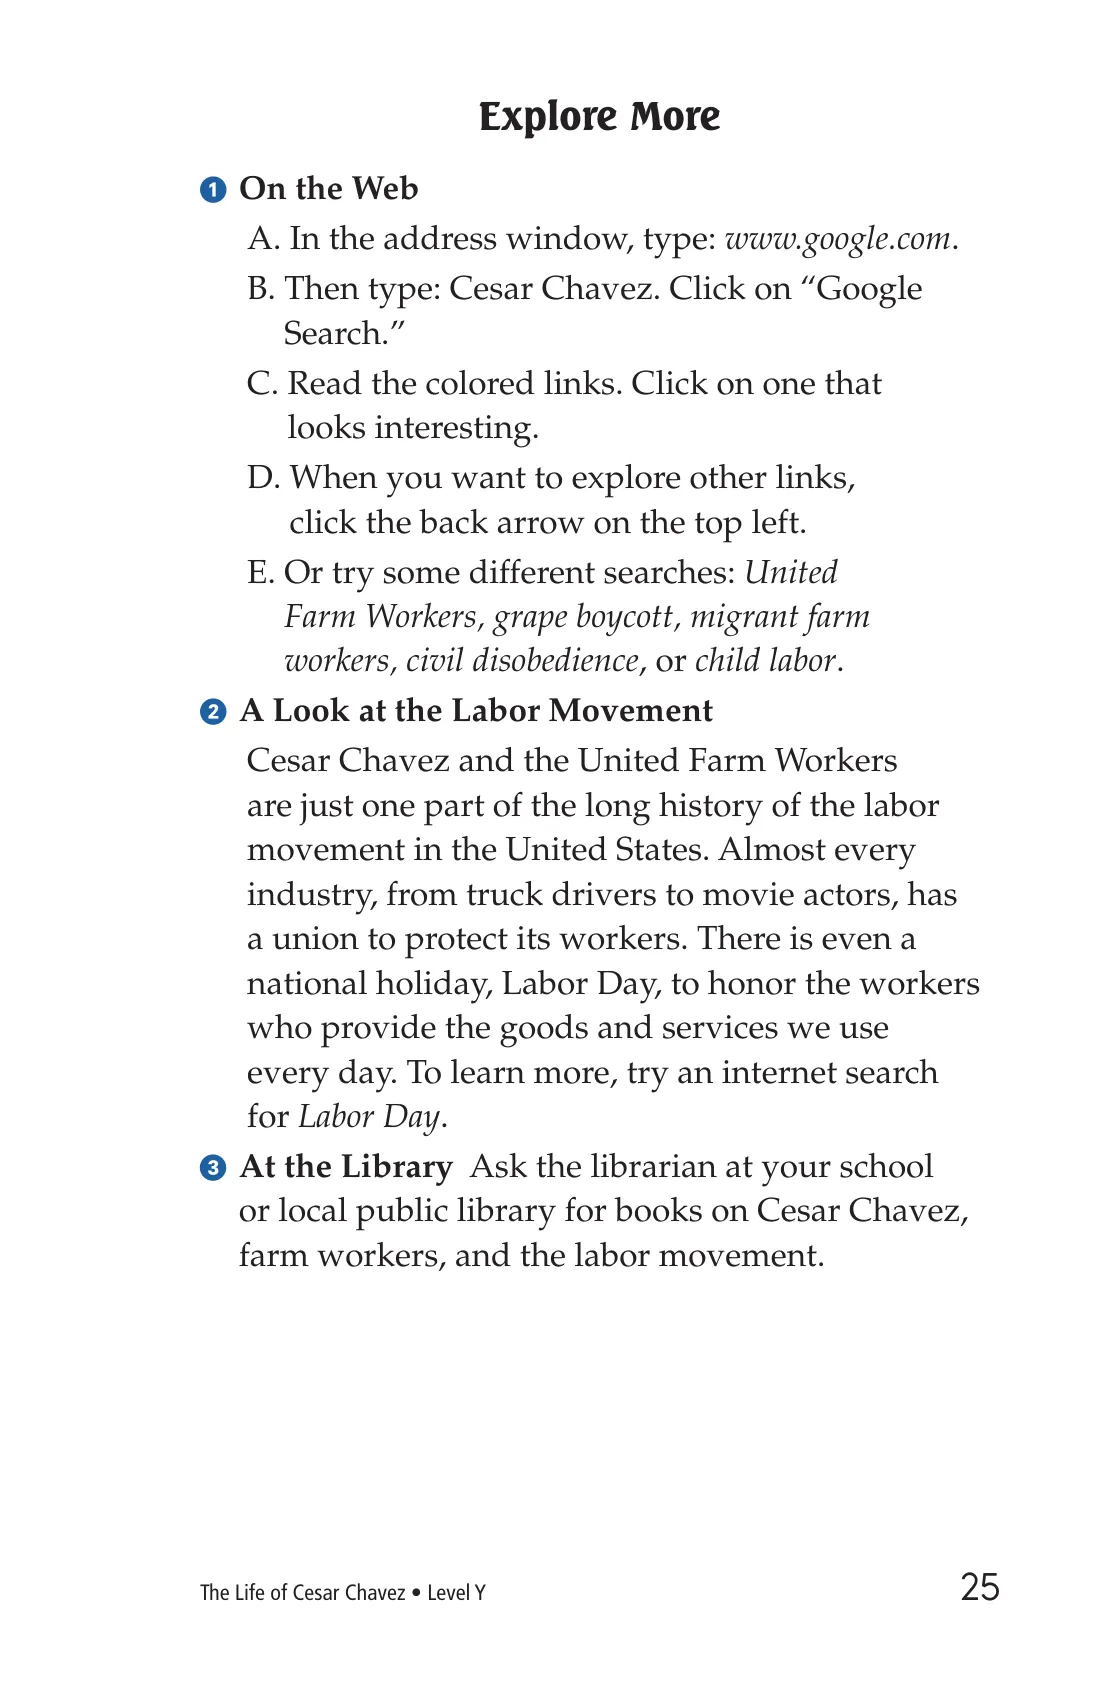 Explore More
1 On the Web
A. In the address window, type: www.google.com.
B. Then type: Cesar Chavez. Click on “Google
Search.”
C. Read the colored links. Click on one that
looks interesting.
D. When you want to explore other links,
click the back arrow on the top left.
E. Or try some different searches: United
Farm Workers, grape boycott, migrant farm
workers, civil disobedience, or child labor.
2 A Look at the Labor Movement
Cesar Chavez and the United Farm Workers
are just one part of the long history of the labor
movement in the United States. Almost every
industry, from truck drivers to movie actors, has
a union to protect its workers. There is even a
national holiday, Labor Day, to honor the workers
who provide the goods and services we use
every day. To learn more, try an internet search
for Labor Day.
3 At the Library Ask the librarian at your school
or local public library for books on Cesar Chavez,
farm workers, and the labor movement.
The Life of Cesar Chavez • Level Y 25